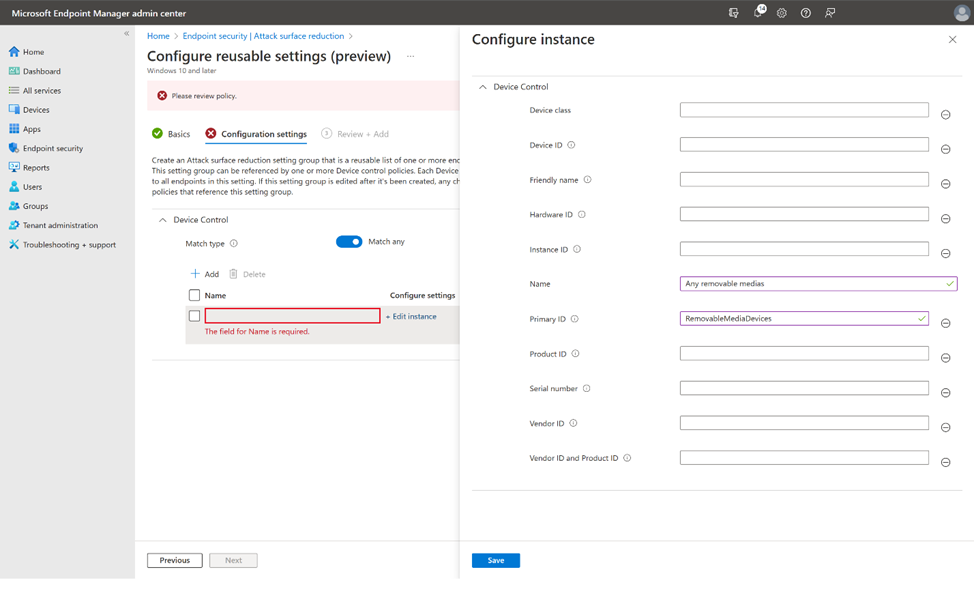 Microsoft Endpoint Manager admin center
14
Home
Dashboard
All services
Devices
Apps
Endpoint security
Reports
Users
Groups
Tenant administration
Troubleshooting + support
Home > Endpoint security | Attack surface reduction >
Configure reusable settings (preview) ...
Windows 10 and later
Please review policy.
Basics Configuration settings Review + Add
Create an Attack surface reduction setting group that is a reusable list of one or more end
This setting group can be referenced by one or more Device control policies. Each Device
to all endpoints in this setting. If this setting group is edited after it's been created, any ch
policies that reference this setting group.
Device Control
Match type Match any
+ Add Delete
Name Configure settings
+ Edit instance
The field for Name is required.
Previous Next
Configure instance
Device Control
Device class
Device ID
Friendly name
Hardware ID
Instance ID
Name Any removable medias
Primary ID RemovableMediaDevices
Product ID
Serial number
Vendor ID
Vendor ID and Product ID
Save